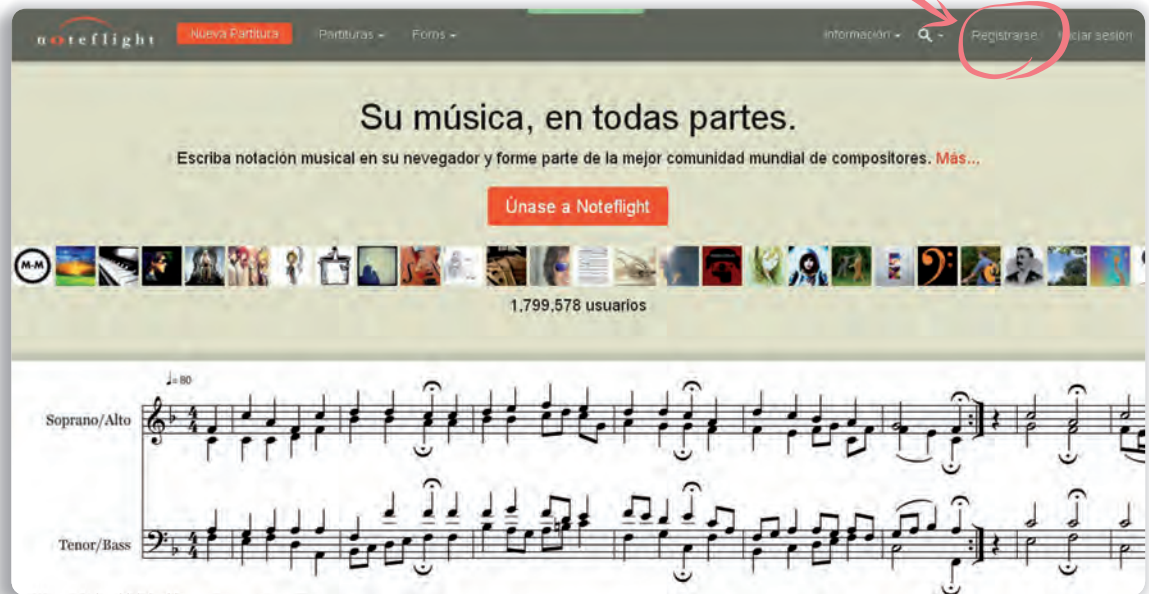 noteflight Nueva Partitura Partituras Foros Información Registrarse Iniciar sesión
Su música, en todas partes.
Escriba notación musical en su nevegador y forme parte de la mejor comunidad mundial de compositores. Más...
Únase a Noteflight
M-M
1,799,578 usuarios
♩= 80
Soprano/Alto
Tenor/Bass